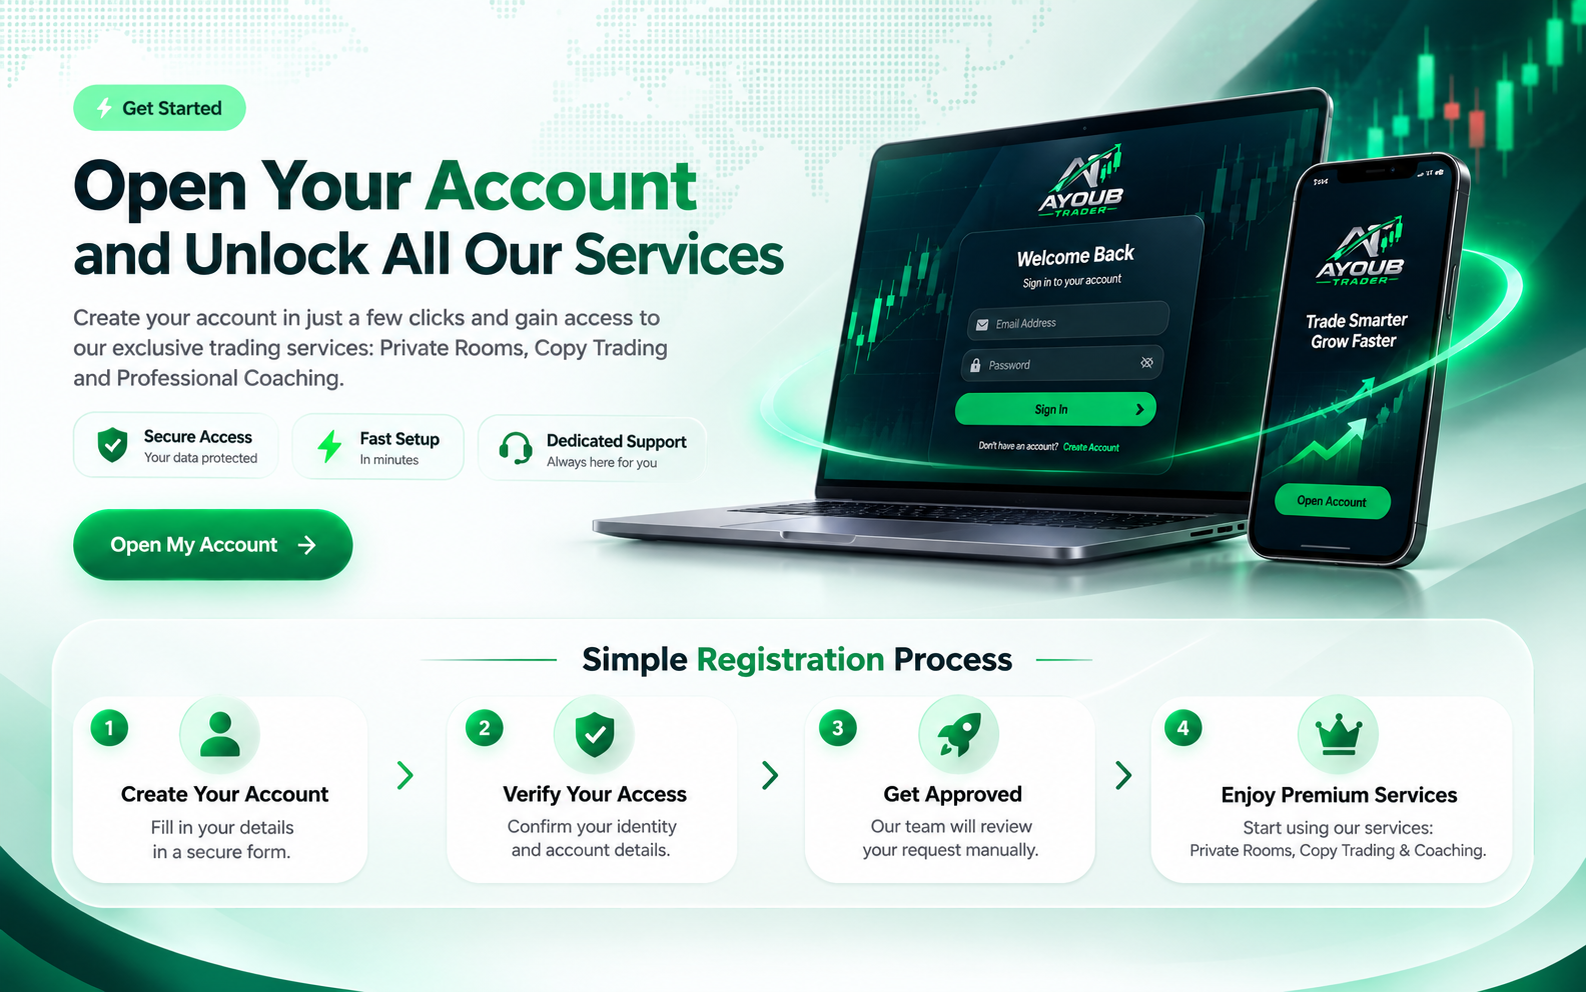 Get Started
Open Your Account
and Unlock All Our Services
Create your account in just a few clicks and gain access to
our exclusive trading services: Private Rooms, Copy Trading
and Professional Coaching.
Secure Access
Your data protected
Fast Setup
In minutes
Dedicated Support
Always here for you
Open My Account
AT
AYOUB
TRADER
Welcome Back
Sign in to your account
Email Address
Password
Sign In
Don't have an account? Create Account
AT
AYOUB
TRADER
Trade Smarter
Grow Faster
Open Account
Simple Registration Process
1
Create Your Account
Fill in your details
in a secure form.
2
Verify Your Access
Confirm your identity
and account details.
3
Get Approved
Our team will review
your request manually.
4
Enjoy Premium Services
Start using our services:
Private Rooms, Copy Trading & Coaching.